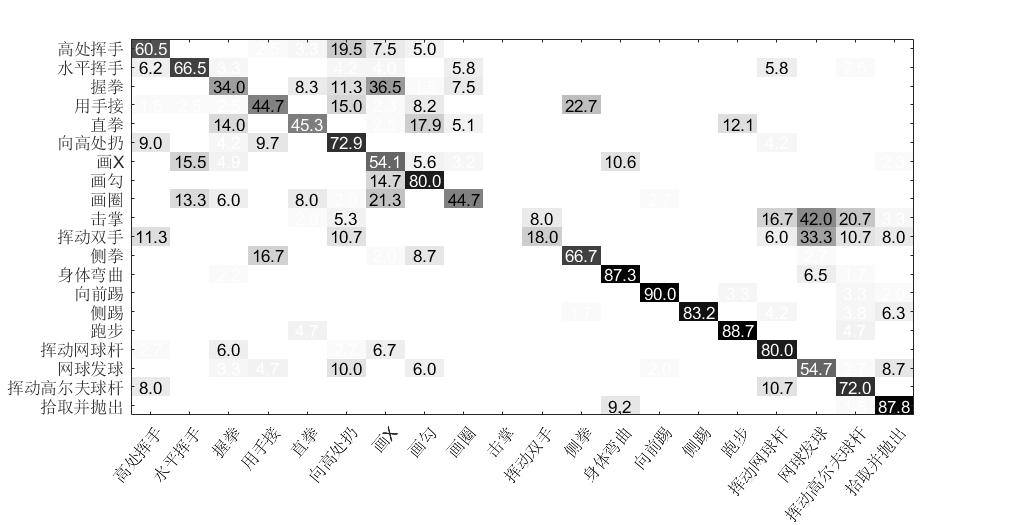 高处挥手 60.5 19.5 7.5 5.0
水平挥手 6.2 66.5 5.8 5.8
握拳 34.0 8.3 11.3 36.5 7.5
用手接 44.7 15.0 8.2 22.7
直拳 14.0 45.3 17.9 5.1 12.1
向高处扔 9.0 9.7 72.9
画X 15.5 54.1 5.6 10.6
画勾 14.7 80.0
画圈 13.3 6.0 8.0 21.3 44.7
击掌 5.3 8.0 16.7 42.0 20.7
挥动双手 11.3 10.7 18.0 6.0 33.3 10.7 8.0
侧拳 16.7 8.7 66.7
身体弯曲 87.3 6.5
向前踢 90.0
侧踢 83.2 6.3
跑步 4.7 88.7 4.7
挥动网球杆 6.0 6.7 80.0
网球发球 10.0 6.0 54.7 8.7
挥动高尔夫球杆 8.0 10.7 72.0
拾取并抛出 9.2 87.8
高处挥手
水平挥手
握拳
用手接
直拳
向高处扔
画X
画勾
画圈
击掌
挥动双手
侧拳
身体弯曲
向前踢
侧踢
跑步
挥动网球杆
网球发球
挥动高尔夫球杆
拾取并抛出